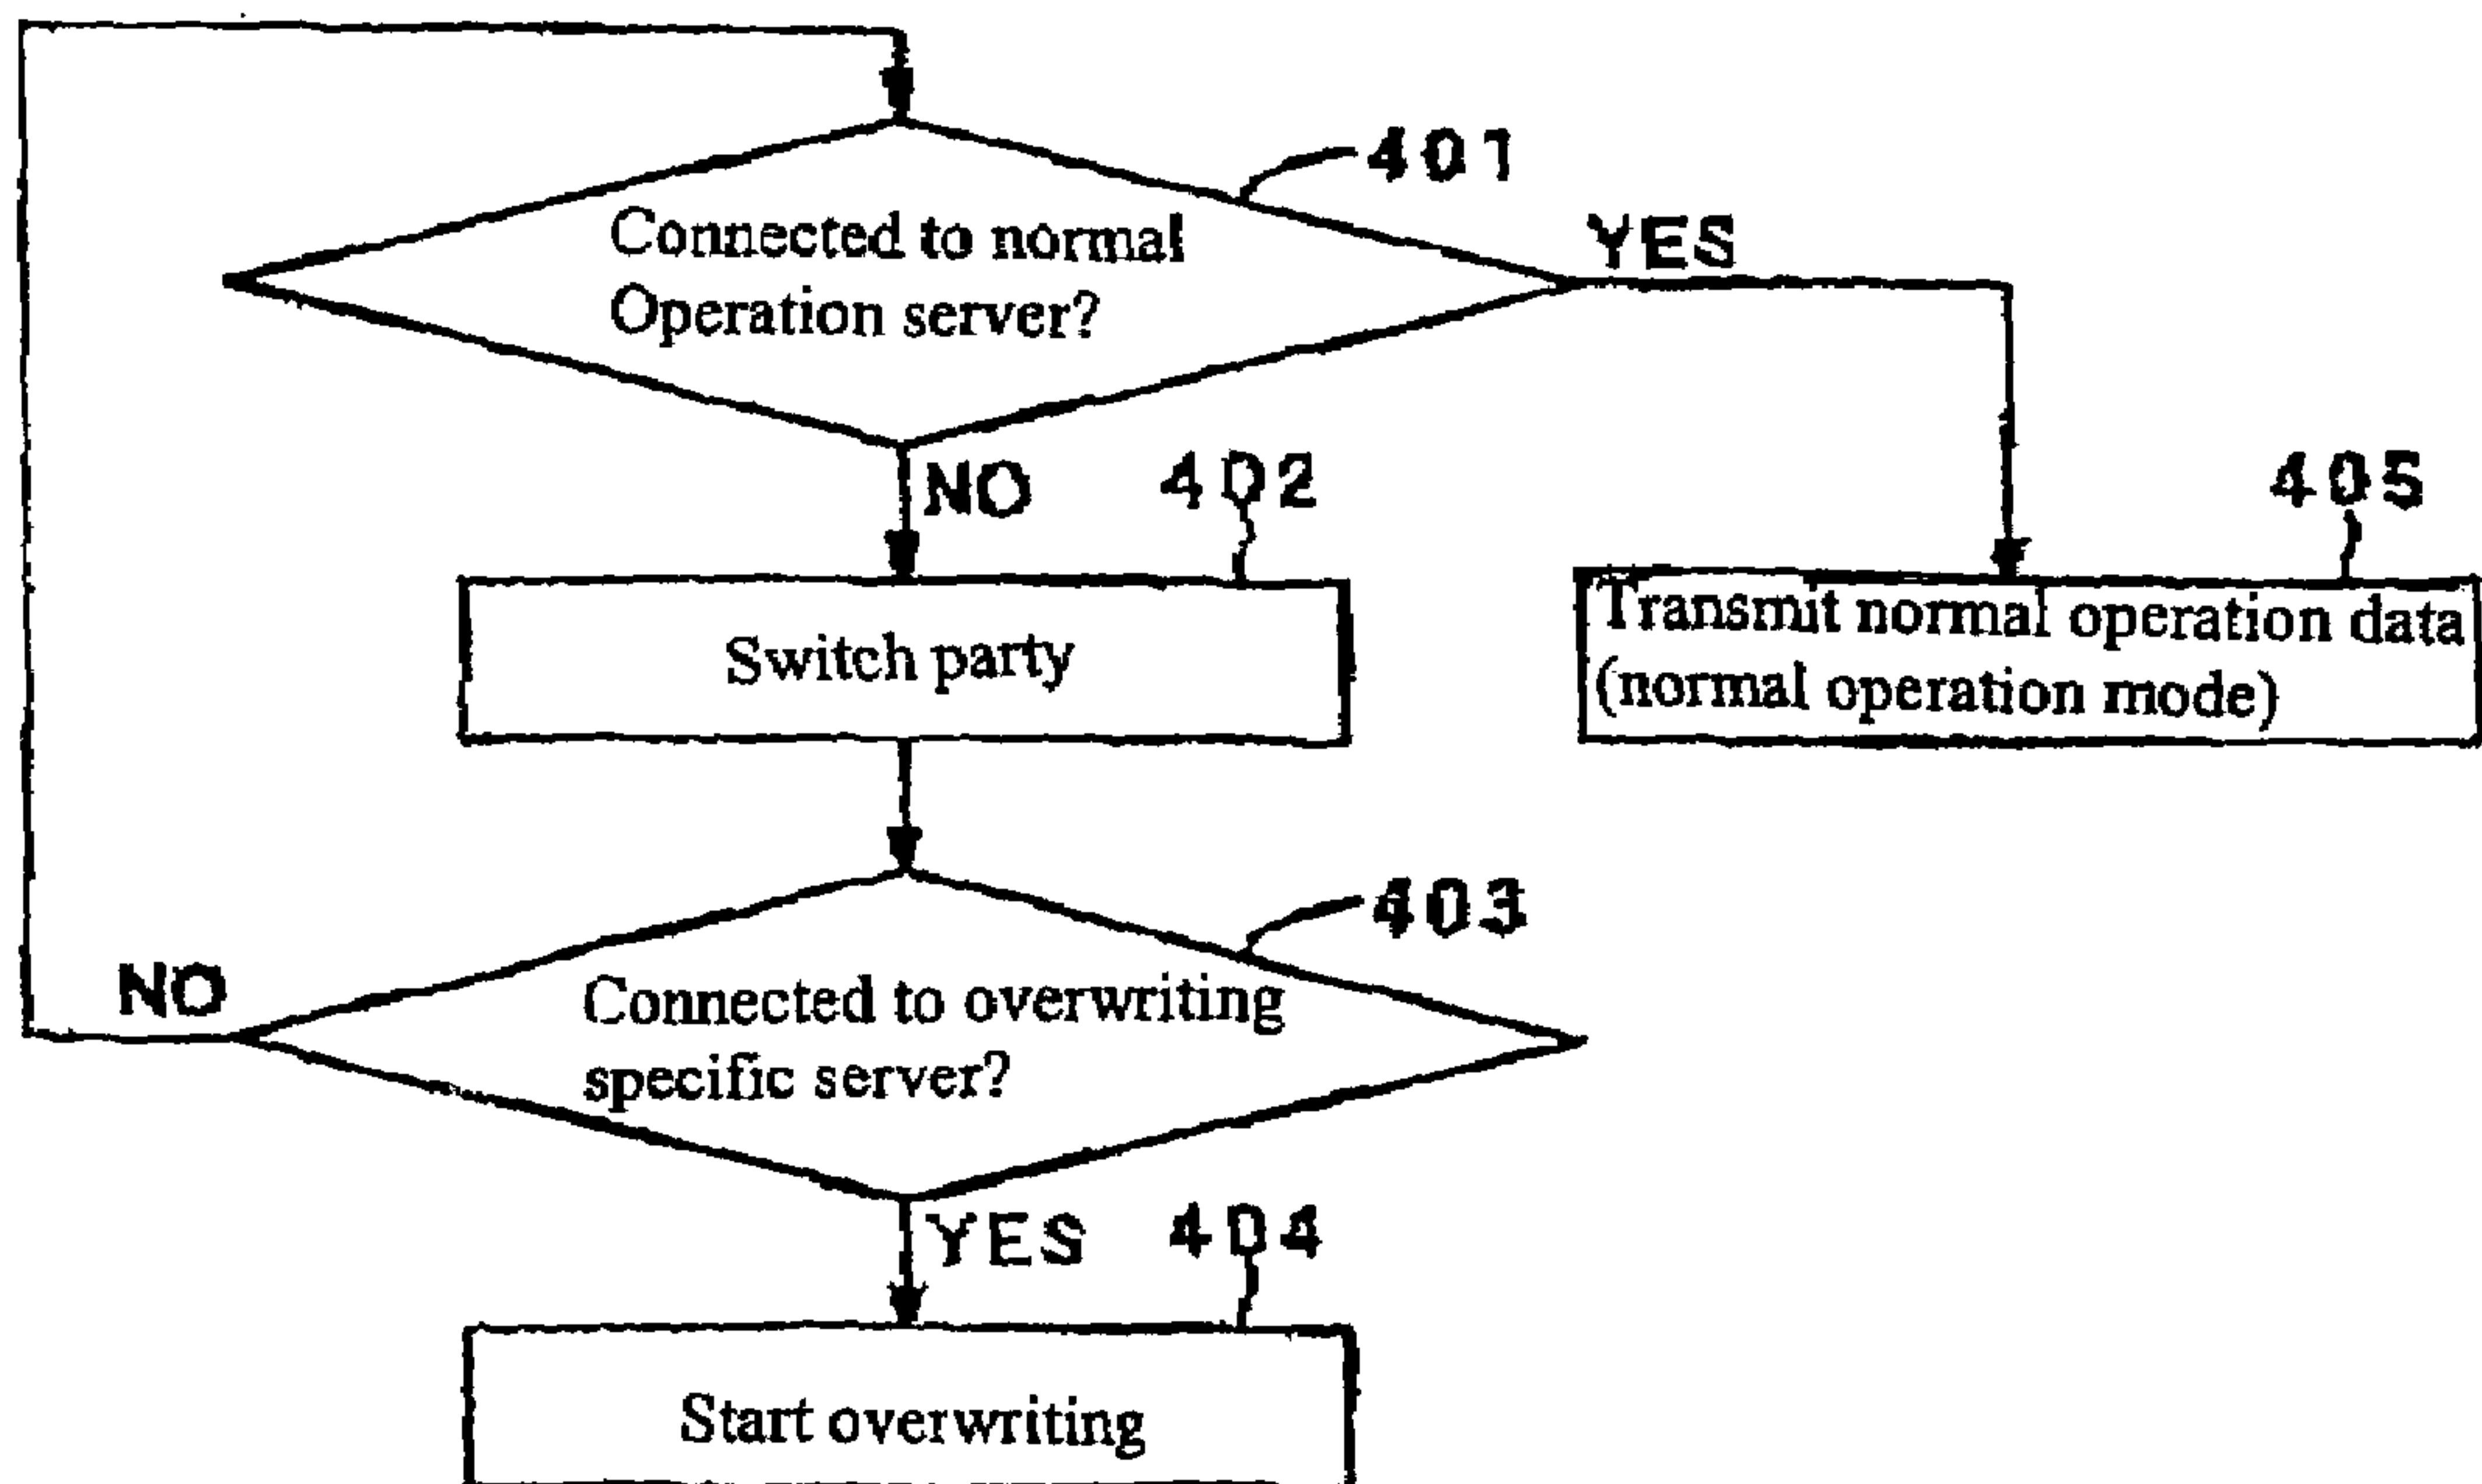 401
Connected to normal
Operation server?
YES
NO
402
405
Switch party
Transmit normal operation data
(normal operation mode)
403
NO
Connected to overwriting
specific server?
YES
404
Start overwriting